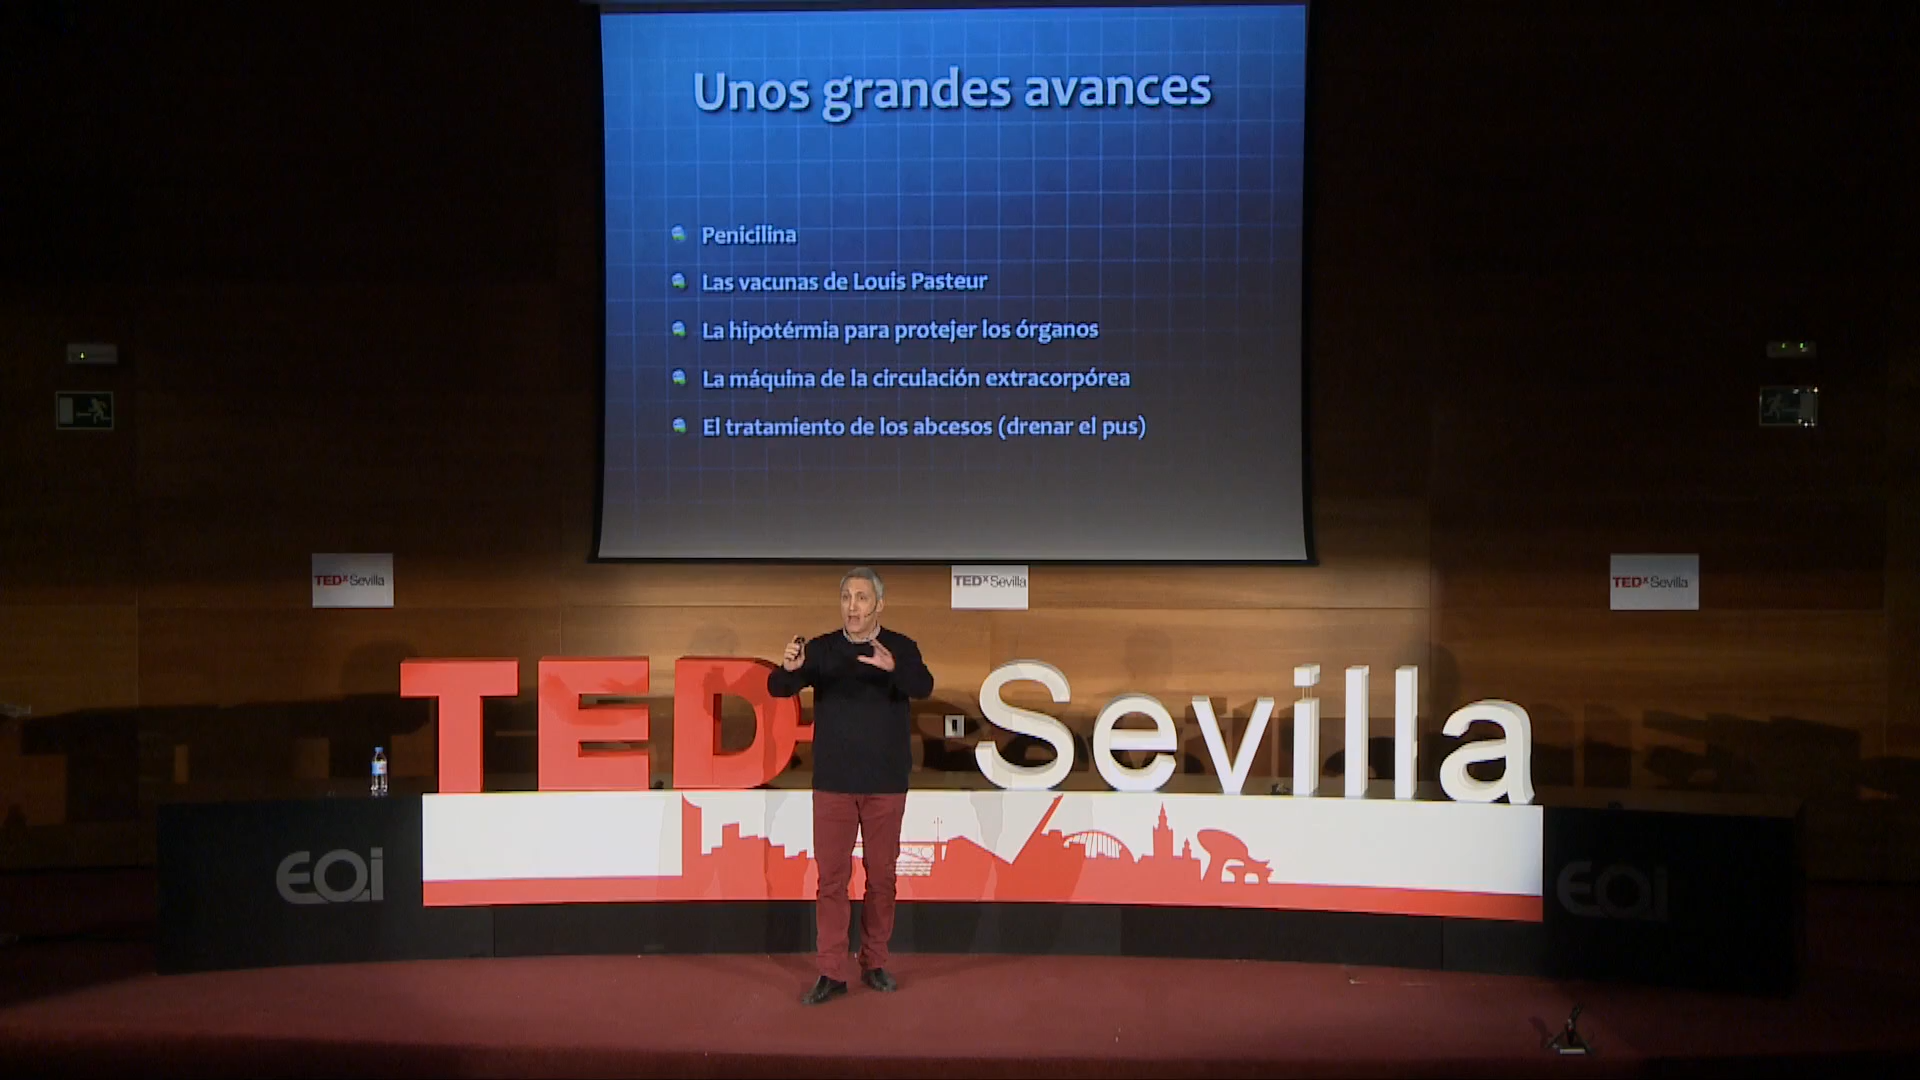 Unos grandes avances
Penicilina
Las vacunas de Louis Pasteur
La hipotérmia para protejer los órganos
La máquina de la circulación extracorpórea
El tratamiento de los abcesos (drenar el pus)
TEDx Sevilla
TEDx Sevilla
TEDx Sevilla
TEDx Sevilla
EOi
EOi